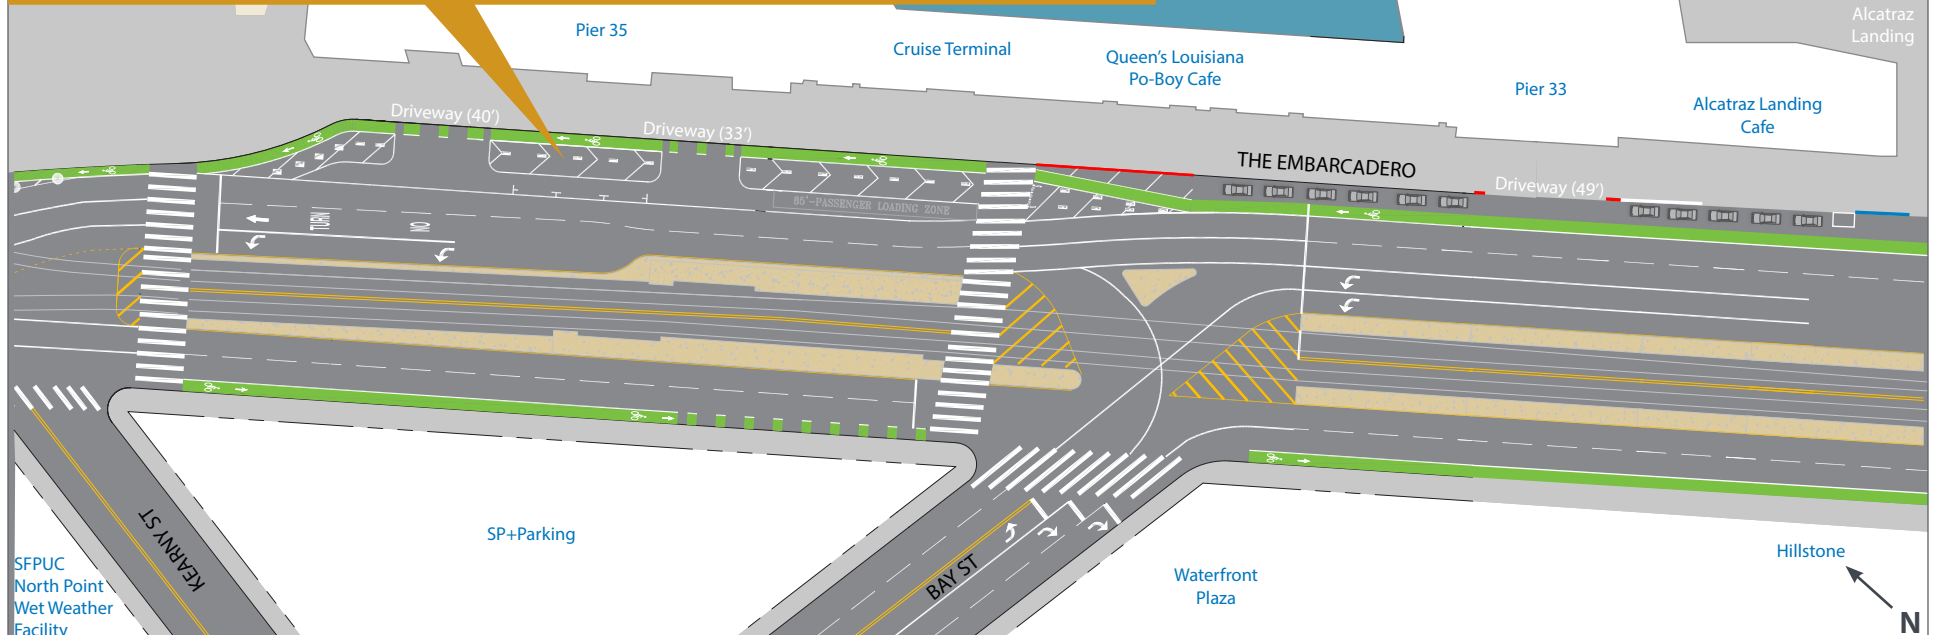 Alcatraz
Landing
Pier 35
Cruise Terminal
Queen's Louisiana
Po-Boy Cafe
Pier 33
Alcatraz Landing
Cafe
Driveway (40')
Driveway (33')
THE EMBARCADERO
Driveway (49')
85'-PASSENGER LOADING ZONE
TURN
NO
KEARNY ST
SP+Parking
BAY ST
Waterfront
Plaza
Hillstone
SFPUC
North Point
Wet Weather
Facility
N